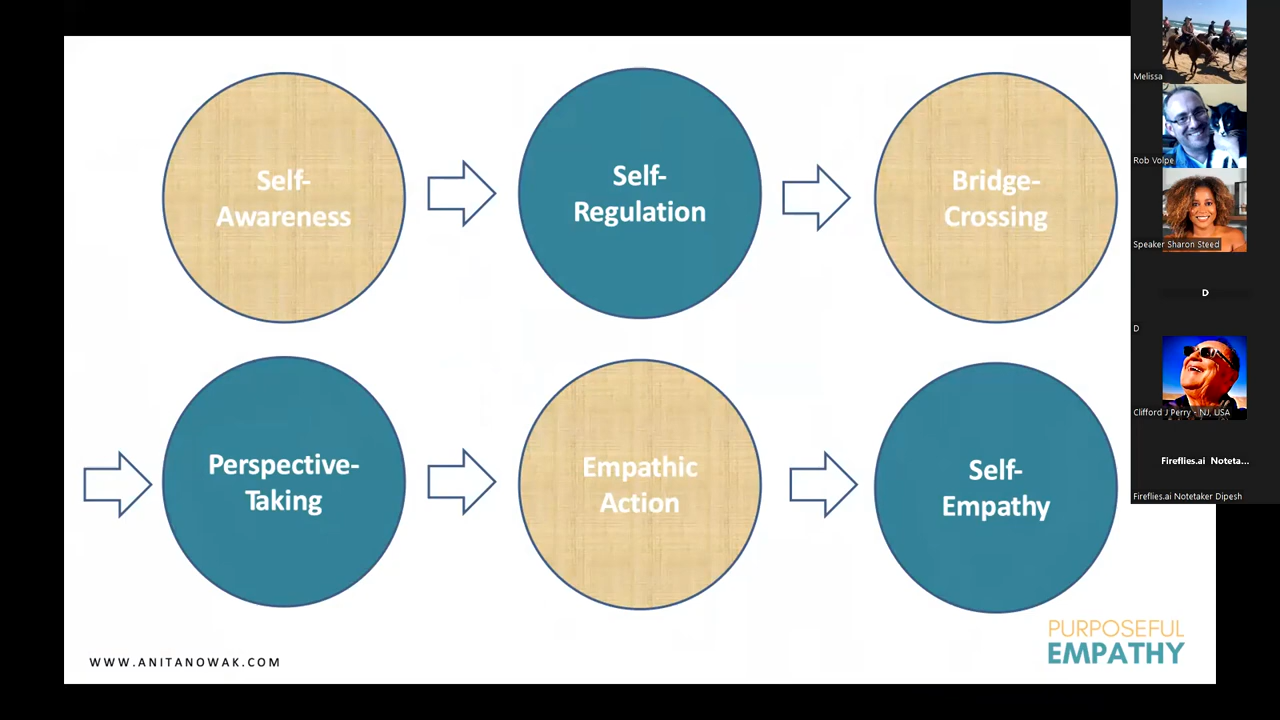 Self-
Awareness
Self-
Regulation
Bridge-
Crossing
Perspective-
Taking
Empathic
Action
Self-
Empathy
WWW.ANITANOWAK.COM
PURPOSEFUL
EMPATHY
Melissa
Rob Volpe
Speaker Sharon Steed
D
D
Clifford J Perry - NJ, USA
Fireflies.ai Noteta...
Fireflies.ai Notetaker Dipesh